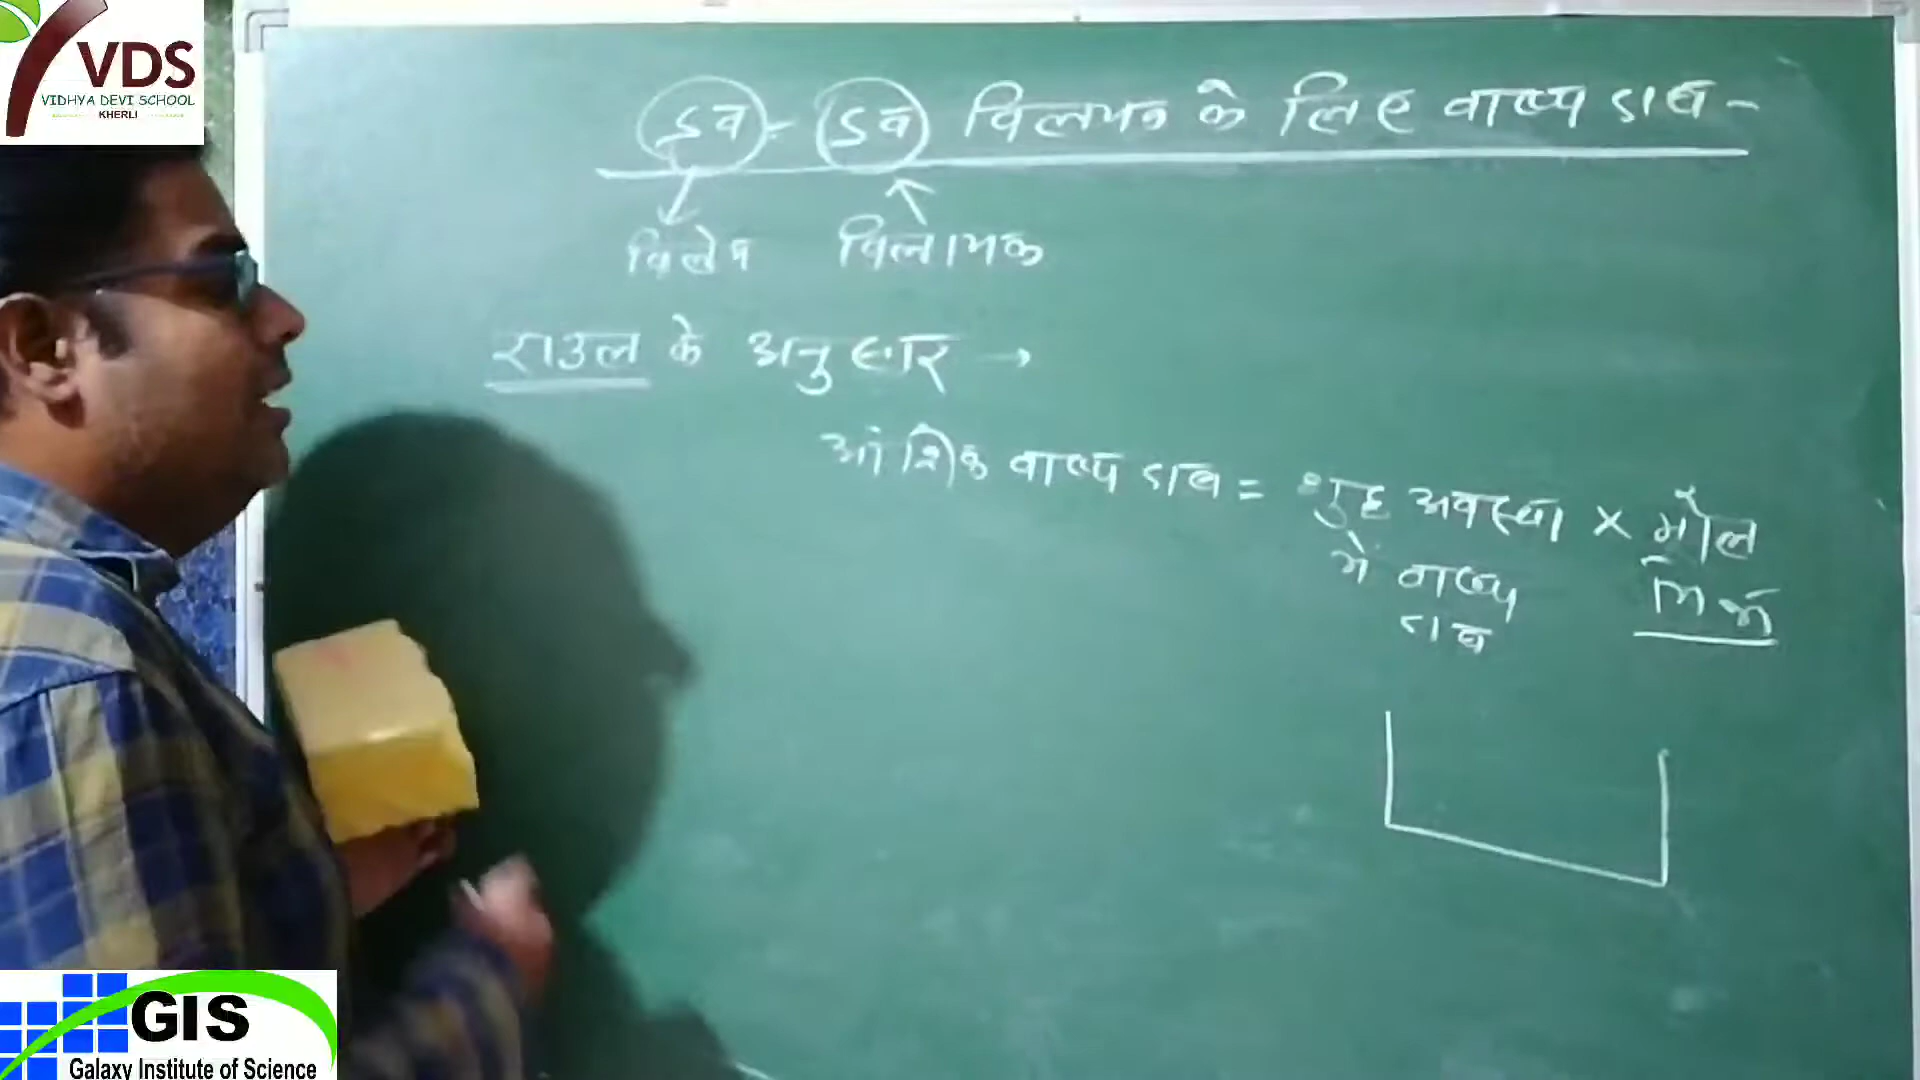 VDS
VIDHYA DEVI SCHOOL
KHERLI
द्रव - द्रव विलयन के लिए वाष्प दाब -
विलेय विलायक
राउल के अनुसार →
आंशिक वाष्प दाब = शुद्ध अवस्था × मोल
में वाष्प भिन्न
दाब
GIS
Galaxy Institute of Science